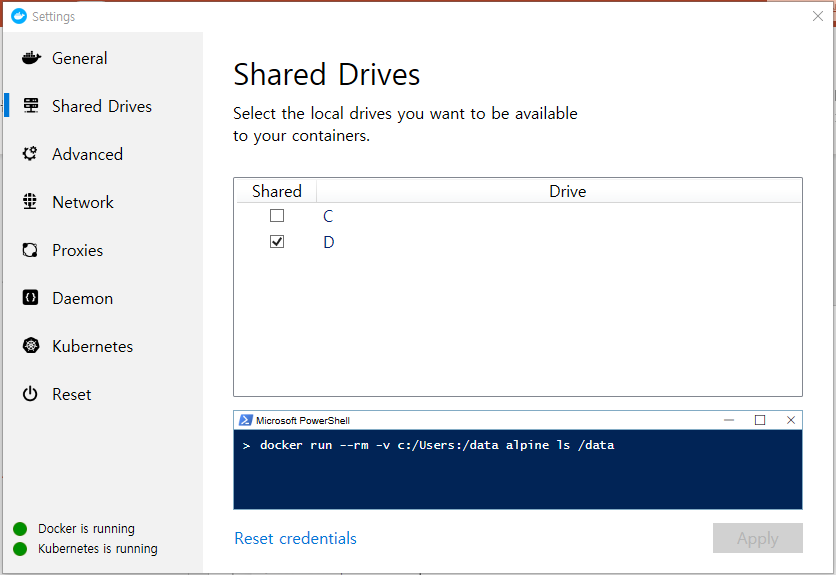 Settings
General
Shared Drives
Advanced
Network
Proxies
Daemon
Kubernetes
Reset
Docker is running
Kubernetes is running
Shared Drives
Select the local drives you want to be available
to your containers.
Shared Drive
C
D
Microsoft PowerShell
> docker run --rm -v c:/Users:/data alpine ls /data
Reset credentials
Apply